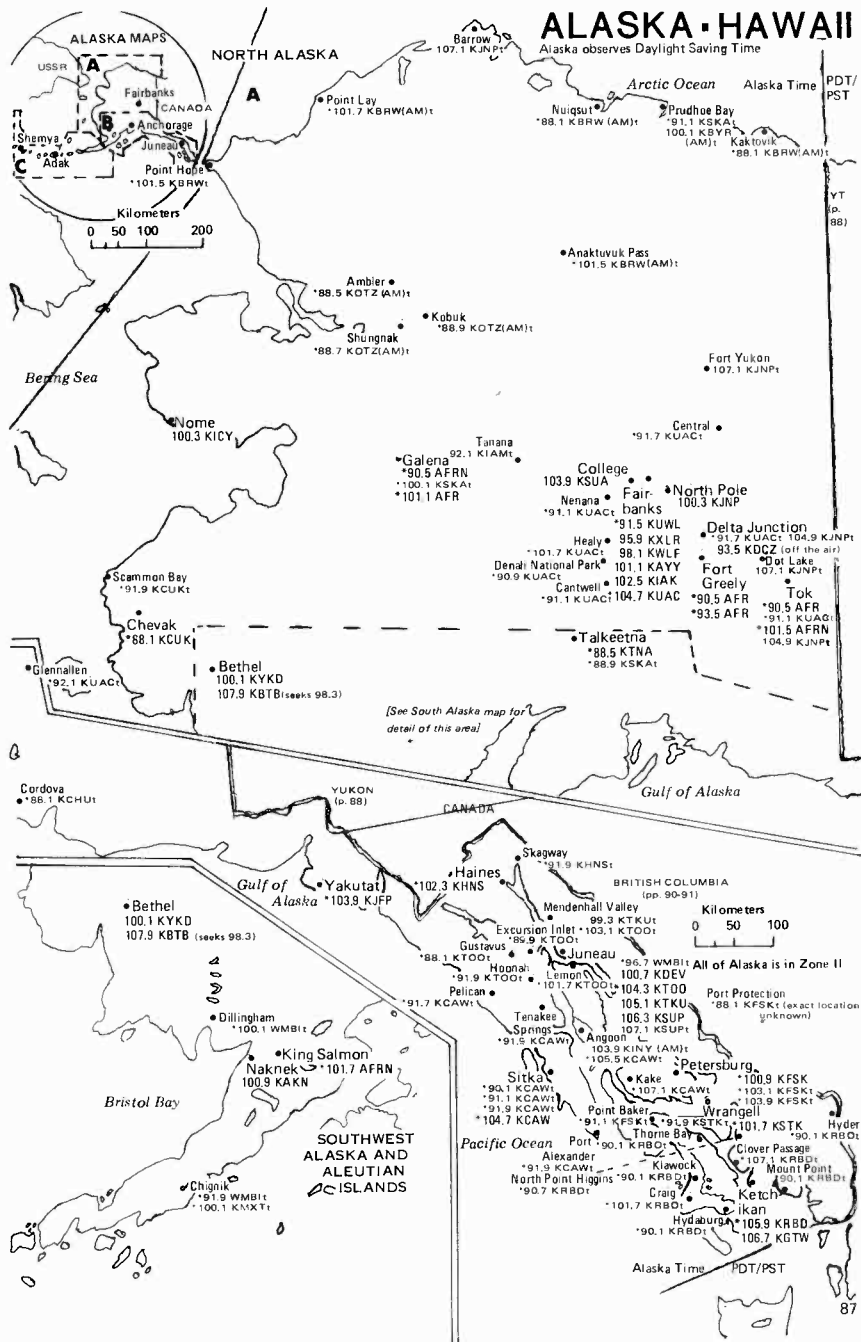 ALASKA▪HAWAII
Alaska observes Daylight Saving Time
ALASKA MAPS
USSR
A
Fairbanks
CANADA
B
Anchorage
Juneau
Shemya
Adak
C
NORTH ALASKA
A
Kilometers
0 50 100 200
Barrow
107.1 KJNPt
Arctic Ocean
Alaska Time
PDT/
PST
Point Lay
*101.7 KBRW(AM)t
Nuiqsut
*88.1 KBRW (AM)t
Prudhoe Bay
*91.1 KSKAt
100.1 KBYR
(AM)t
Kaktovik
*88.1 KBRW(AM)t
Point Hope
*101.5 KBRWt
YT
(p.
88)
Anaktuvuk Pass
*101.5 KBRW(AM)t
Ambler
*88.5 KOTZ (AM)t
Kobuk
*88.9 KOTZ(AM)t
Shungnak
*88.7 KOTZ(AM)t
Bering Sea
Fort Yukon
107.1 KJNPt
Nome
100.3 KICY
Central
*91.7 KUACt
Tanana
92.1 KIAMt
Galena
*90.5 AFRN
*100.1 KSKAt
*101.1 AFR
College
103.9 KSUA
North Pole
100.3 KJNP
Nenana
*91.1 KUACt
Fair-
banks
*91.5 KUWL
95.9 KXLR
98.1 KWLF
101.1 KAYY
102.5 KIAK
*104.7 KUAC
Healy
*101.7 KUACt
Denali National Park
*90.9 KUACt
Cantwell
*91.1 KUACt
Delta Junction
*91.7 KUACt 104.9 KJNPt
93.5 KDCZ (off the air)
Dot Lake
107.1 KJNPt
Fort
Greely
*90.5 AFR
*93.5 AFR
Tok
*90.5 AFR
*91.1 KUACt
*101.5 AFRN
104.9 KJNPt
Scammon Bay
*91.9 KCUKt
Chevak
*88.1 KCUK
Talkeetna
*88.5 KTNA
*88.9 KSKAt
Glennallen
*92.1 KUACt
Bethel
100.1 KYKD
107.9 KBTB (seeks 98.3)
[See South Alaska map for
detail of this area]
Gulf of Alaska
Cordova
*88.1 KCHUt
YUKON
(p. 88)
CANADA
Gulf of
Alaska
Yakutat
*103.9 KJFP
Haines
*102.3 KHNS
Skagway
*91.9 KHNSt
BRITISH COLUMBIA
(pp. 90-91)
Kilometers
0 100
Mendenhall Valley
99.3 KTKUt
*103.1 KTOOt
Excursion Inlet
*89.9 KTOOt
Gustavus
*88.1 KTOOt
Juneau
*96.7 WMBIt
100.7 KDEV
*104.3 KTOO
105.1 KTKU
106.3 KSUP
107.1 KSUPt
All of Alaska is in Zone II
Hoonah
*91.9 KTOOt
Lemon
*101.7 KTOOt
Pelican
*91.7 KCAWt
Port Protection
*88.1 KFSKt (exact location
unknown)
Tenakee
Springs
*91.9 KCAWt
Angoon
103.9 KINY (AM)t
*105.5 KCAWt
Bethel
100.1 KYKD
107.9 KBTB (seeks 98.3)
Dillingham
*100.1 WMBIt
King Salmon
*101.7 AFRN
Naknek
100.9 KAKN
Bristol Bay
SOUTHWEST
ALASKA AND
ALEUTIAN
ISLANDS
Chignik
*91.9 WMBIt
*100.1 KMXTt
Sitka
*90.1 KCAWt
*91.1 KCAWt
*91.9 KCAWt
*104.7 KCAW
Kake
*107.1 KCAWt
Petersburg
*100.9 KFSK
*103.1 KFSKt
*103.9 KFSKt
Point Baker
*91.1 KFSKt
Wrangell
*91.9 KSTKt
*101.7 KSTK
Hyder
*90.1 KRBDt
Pacific Ocean
Port
Alexander
*91.9 KCAWt
Thorne Bay
*90.1 KRBDt
Clover Passage
*107.1 KRBDt
Mount Point
*90.1 KRBDt
Klawock
*90.1 KRBDt
North Point Higgins
*90.7 KRBDt
Craig
*101.7 KRBDt
Ketch
ikan
*105.9 KRBD
106.7 KGTW
Hydaburg
*90.1 KRBDt
Alaska Time
PDT/PST
87